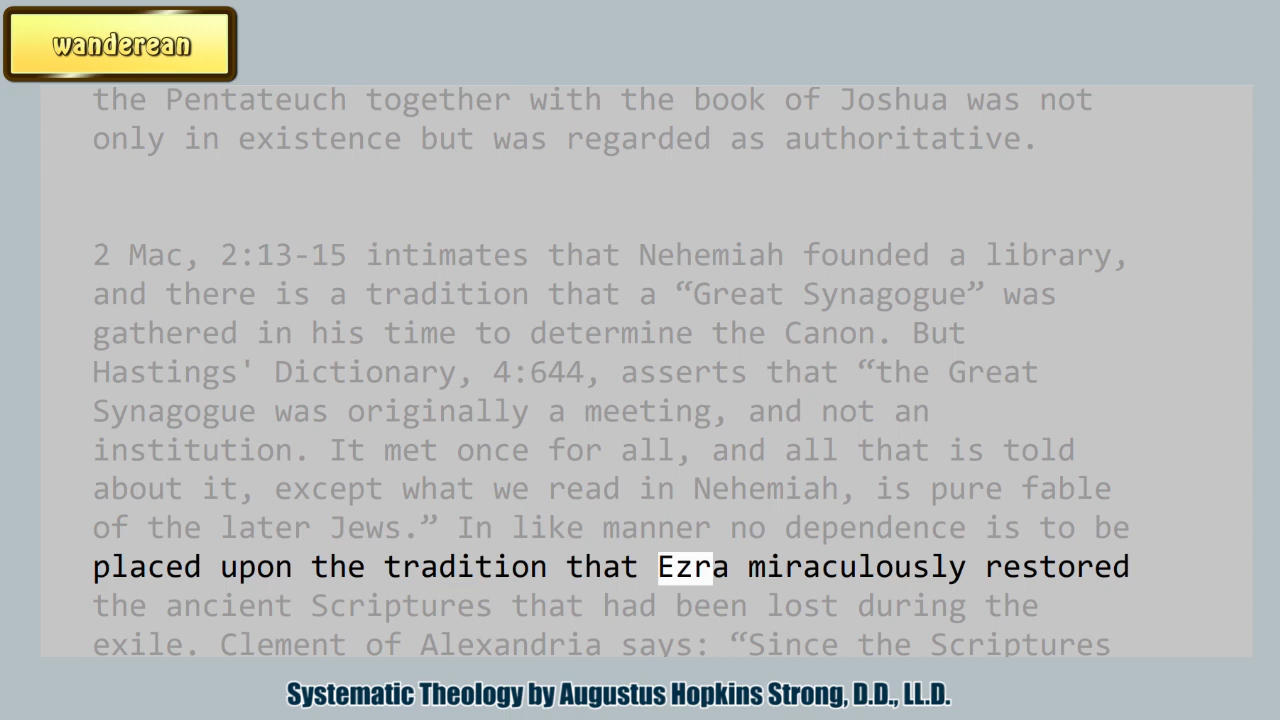 wanderean
the Pentateuch together with the book of Joshua was not
only in existence but was regarded as authoritative.
2 Mac, 2:13-15 intimates that Nehemiah founded a library,
and there is a tradition that a “Great Synagogue” was
gathered in his time to determine the Canon. But
Hastings' Dictionary, 4:644, asserts that “the Great
Synagogue was originally a meeting, and not an
institution. It met once for all, and all that is told
about it, except what we read in Nehemiah, is pure fable
of the later Jews.” In like manner no dependence is to be
placed upon the tradition that Ezra miraculously restored
the ancient Scriptures that had been lost during the
exile. Clement of Alexandria says: “Since the Scriptures
Systematic Theology by Augustus Hopkins Strong, D.D., LL.D.